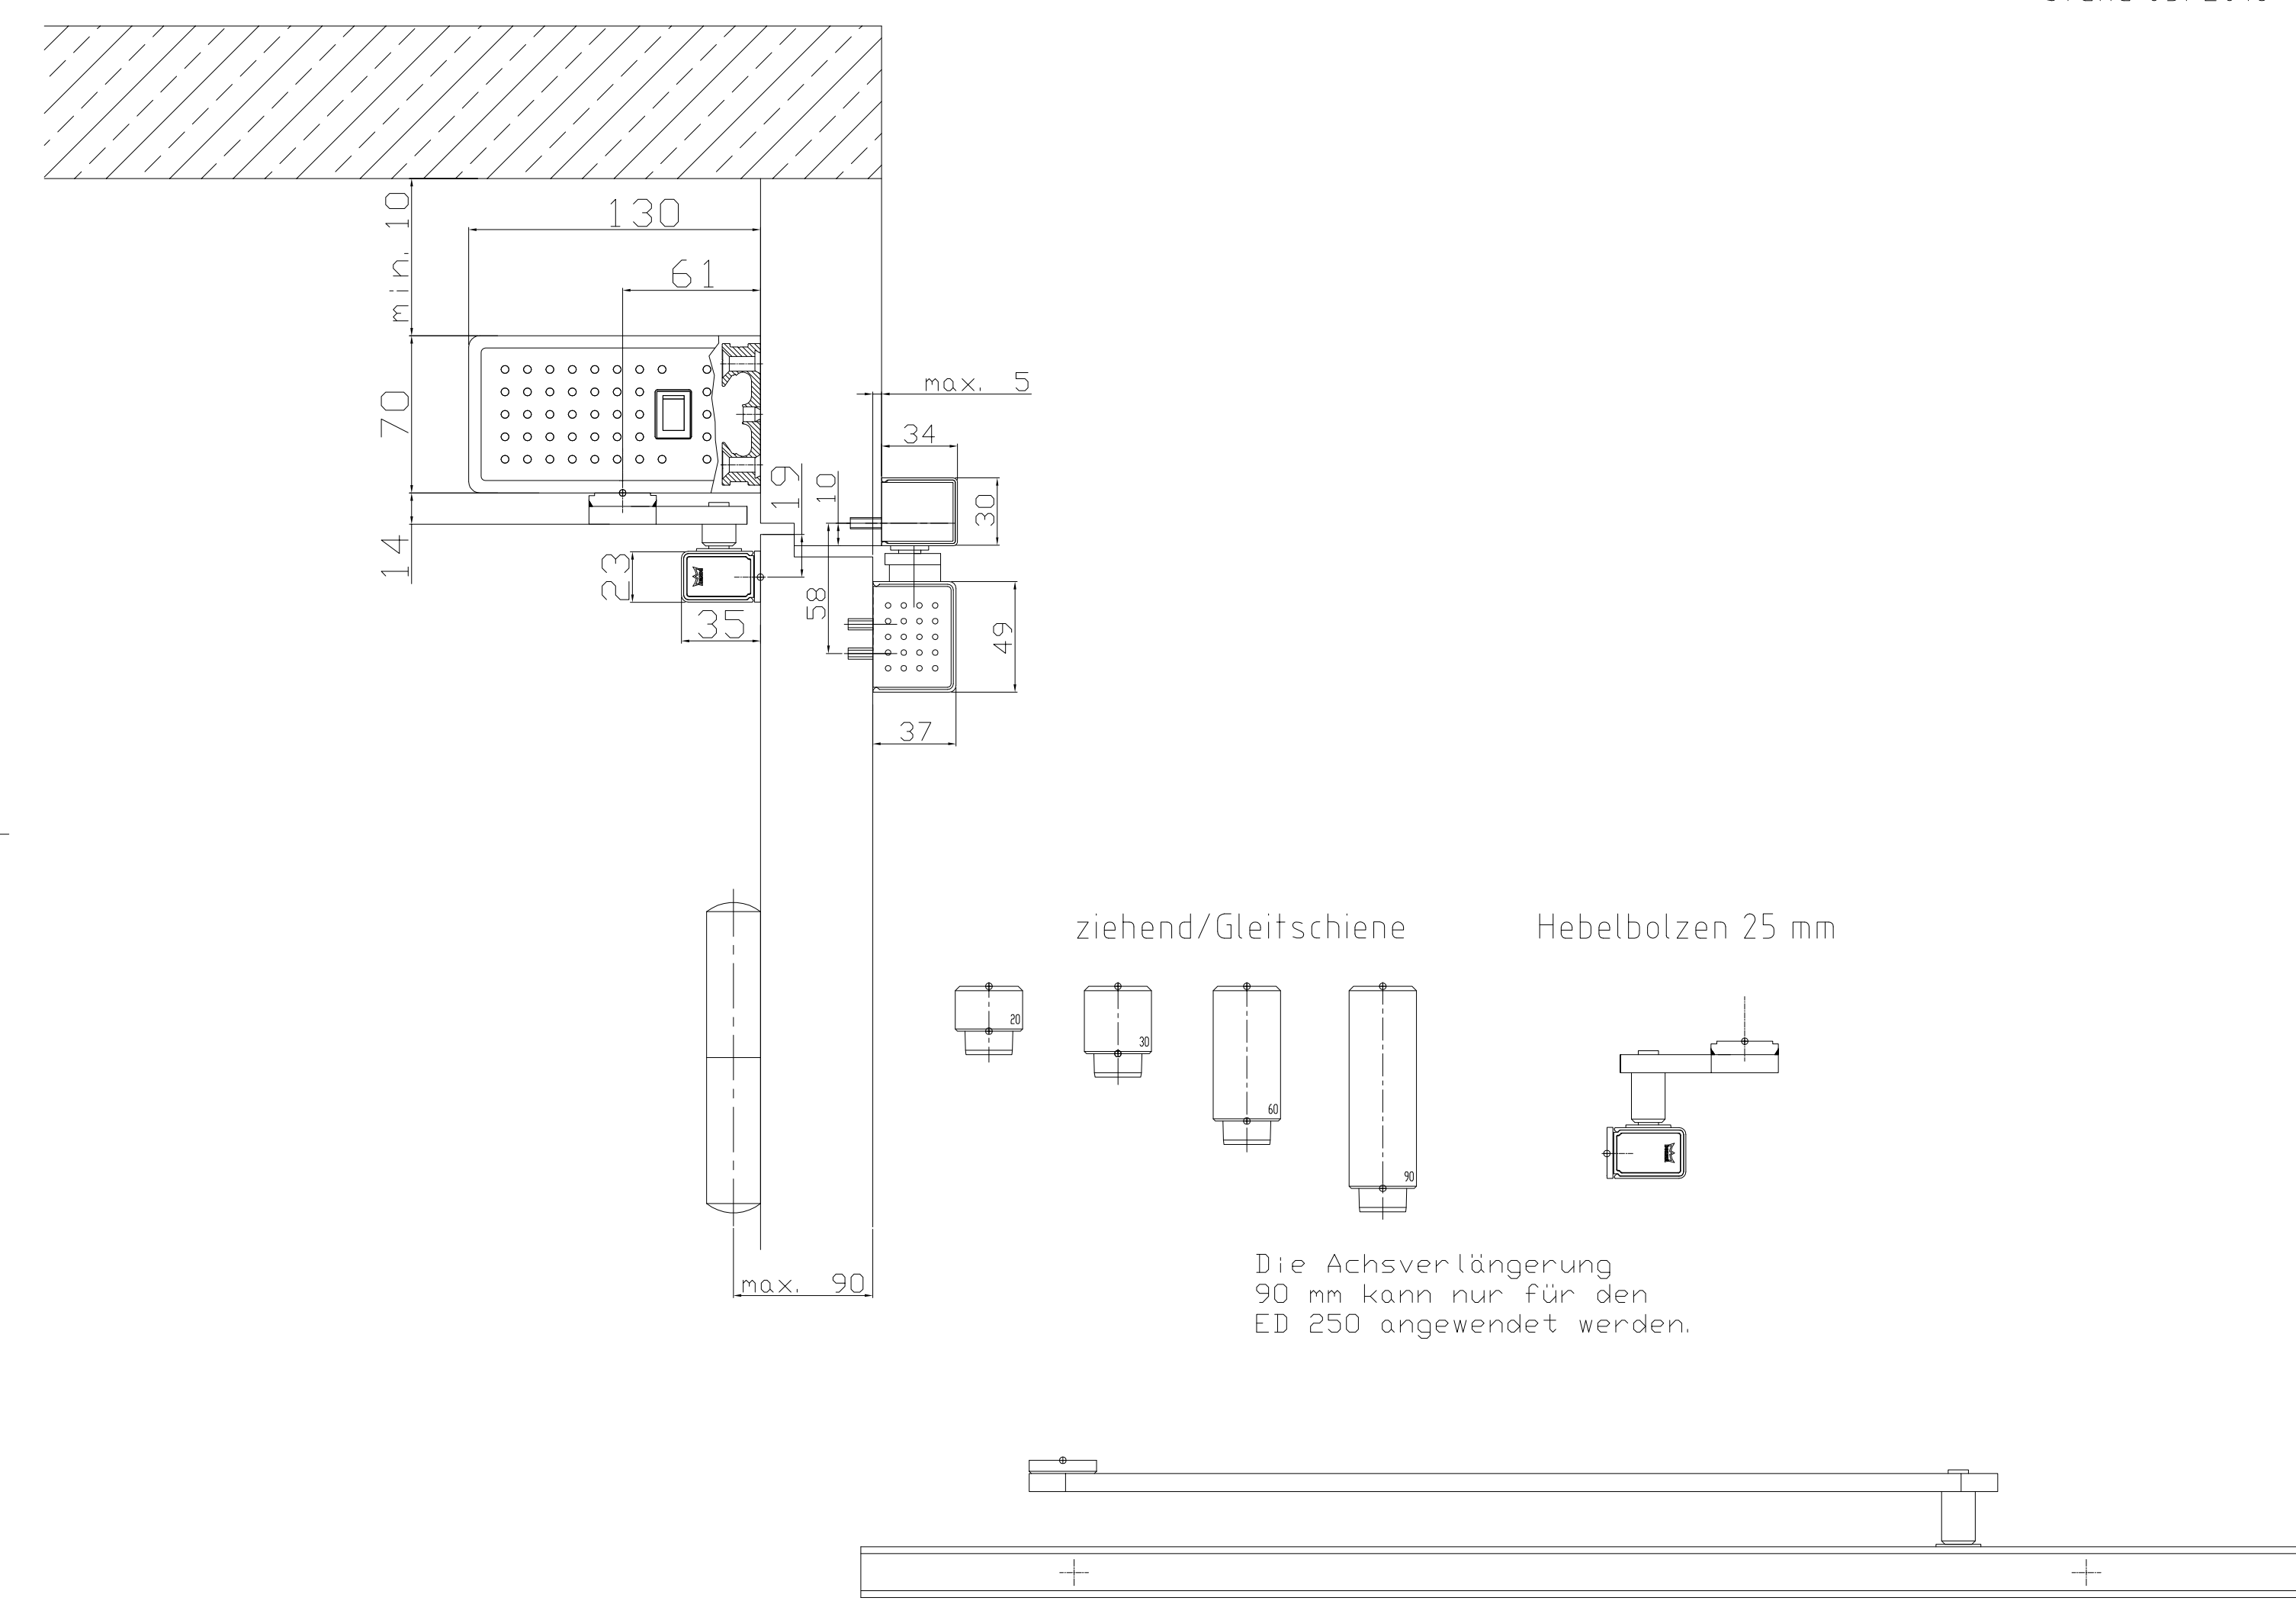 130
min. 10
61
max. 5
70
34
19
10
30
14
23
58
35
49
37
ziehend/Gleitschiene
Hebelbolzen 25 mm
20
30
60
90
Die Achsverlängerung
90 mm kann nur für den
ED 250 angewendet werden.
max. 90